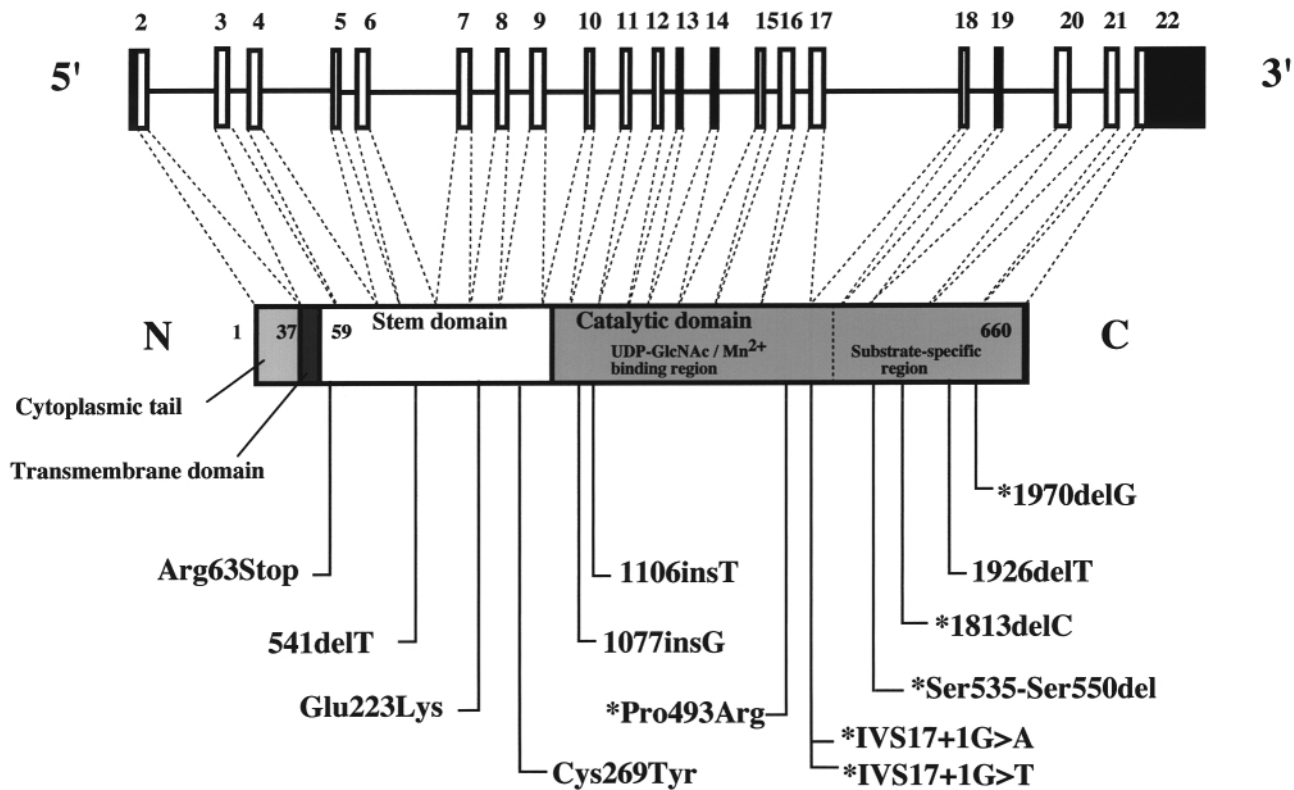 2 3 4 5 6 7 8 9 10 11 12 13 14 15 16 17 18 19 20 21 22
5' 3'
N 1 37 59 Stem domain Catalytic domain 660 C
UDP-GlcNAc / Mn2+
binding region
Substrate-specific
region
Cytoplasmic tail
Transmembrane domain
*1970delG
Arg63Stop
1106insT
1926delT
541delT
1077insG
*1813delC
Glu223Lys
*Pro493Arg
*Ser535-Ser550del
*IVS17+1G>A
Cys269Tyr
*IVS17+1G>T